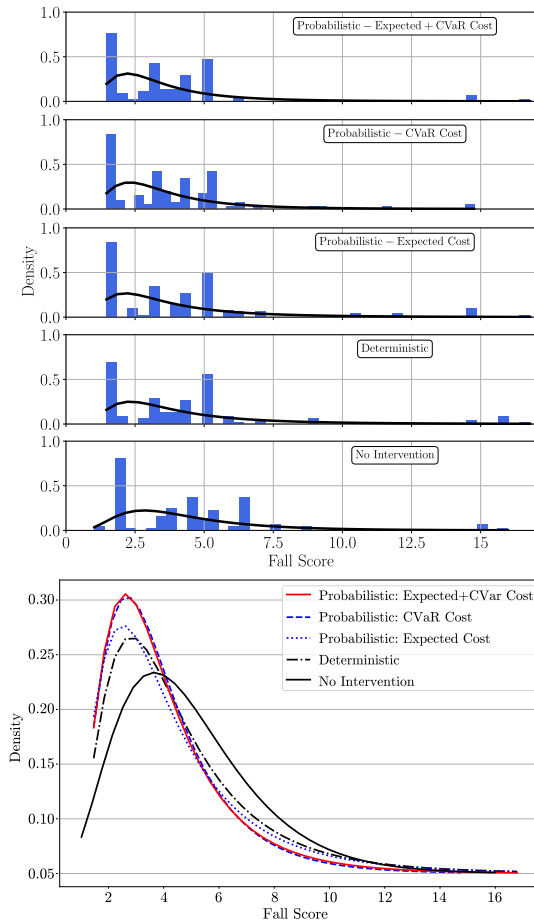 1.0
Probabilistic − Expected + CVaR Cost
0.5
0.0
1.0
Probabilistic − CVaR Cost
0.5
0.0
1.0
Probabilistic − Expected Cost
0.5
0.0
1.0
Deterministic
0.5
0.0
1.0
No Intervention
0.5
0.0
Density
0 2.5 5.0 7.5 10.0 12.5 15
Fall Score
Probabilistic: Expected+CVar Cost
Probabilistic: CVaR Cost
Probabilistic: Expected Cost
Deterministic
No Intervention
0.30
0.25
0.20
0.15
0.10
0.05
Density
2 4 6 8 10 12 14 16
Fall Score